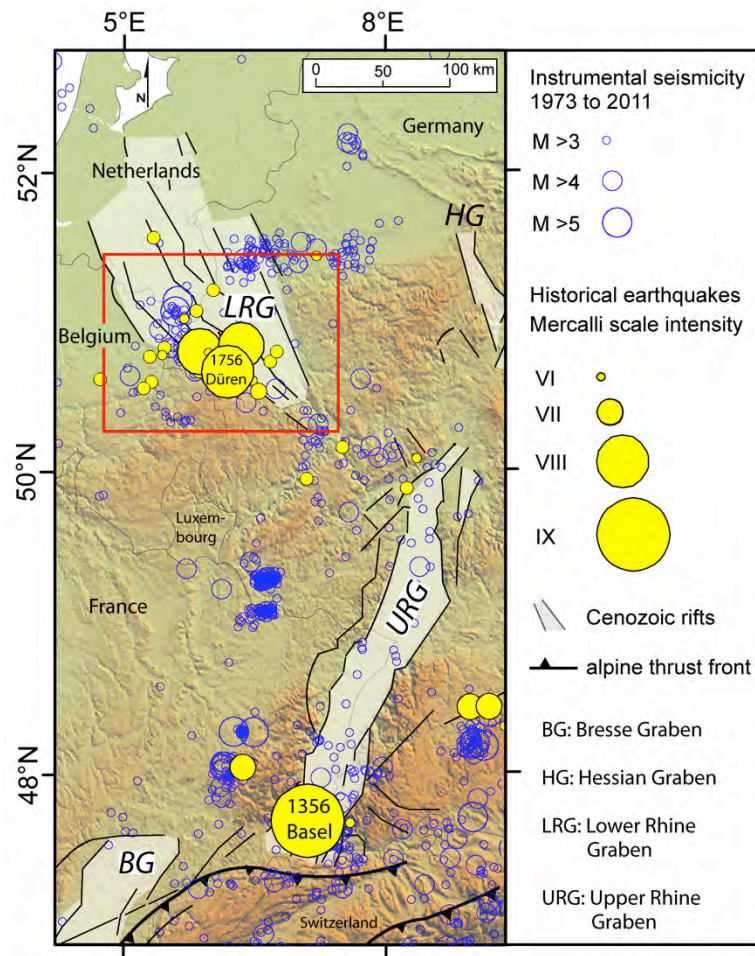 5°E 8°E
0 50 100 km
N
Germany
52°N
Netherlands
HG
LRG
Belgium
1756
Düren
50°N
Luxem-
bourg
France
URG
48°N
1356
Basel
BG
Switzerland
Instrumental seismicity
1973 to 2011
M >3
M >4
M >5
Historical earthquakes
Mercalli scale intensity
VI
VII
VIII
IX
Cenozoic rifts
alpine thrust front
BG: Bresse Graben
HG: Hessian Graben
LRG: Lower Rhine
Graben
URG: Upper Rhine
Graben